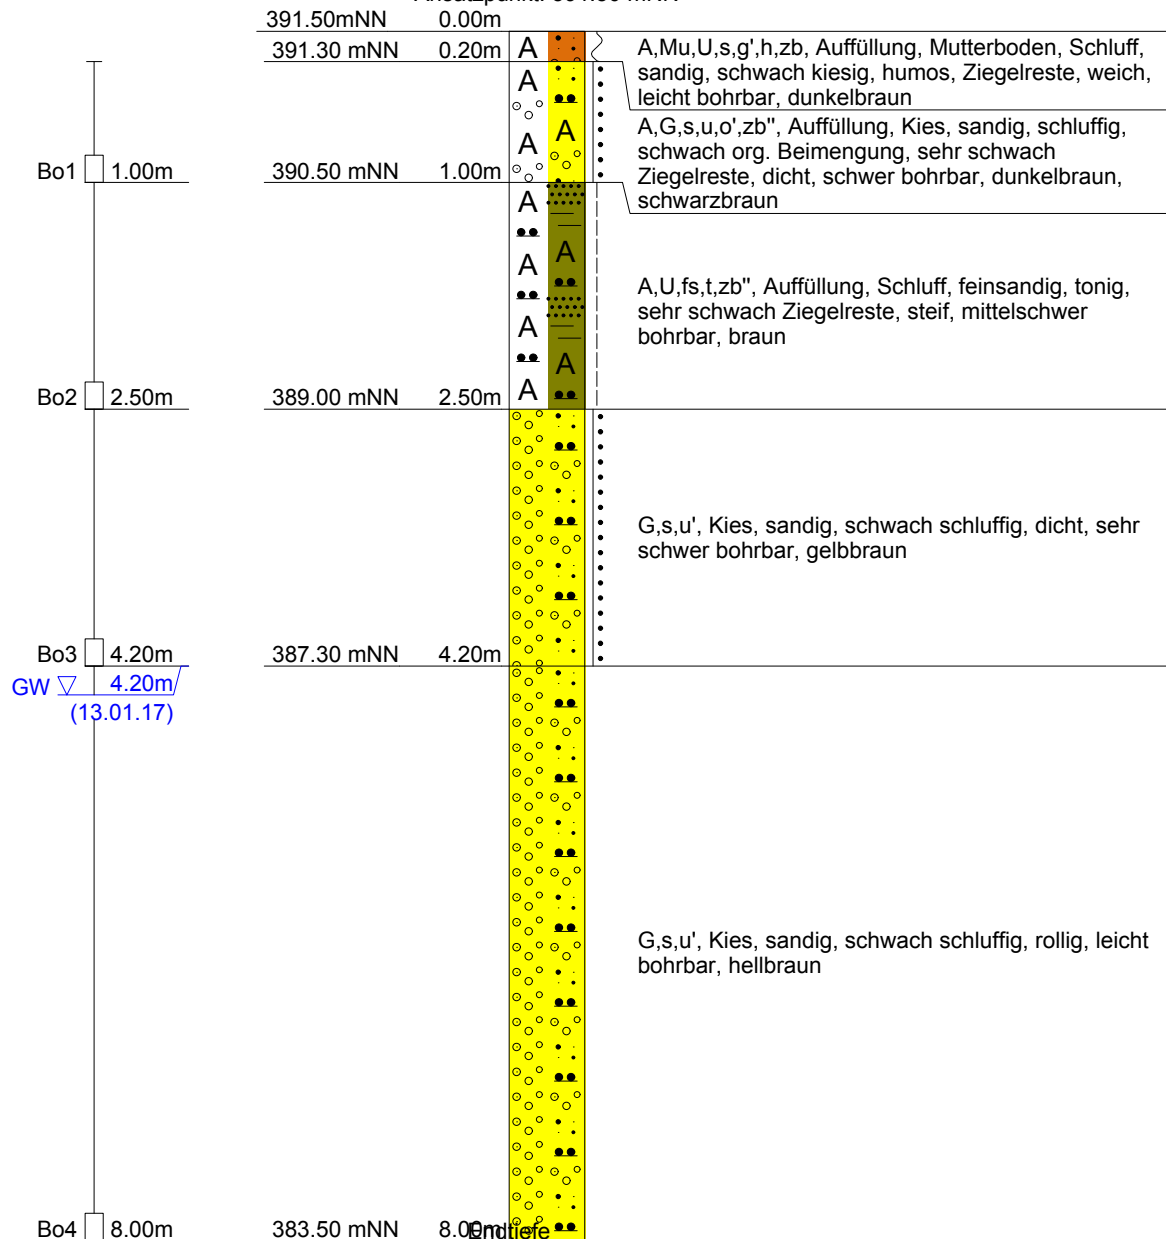 391.50mNN 0.00m
391.30 mNN 0.20m
A
A,Mu,U,s,g',h,zb, Auffüllung, Mutterboden, Schluff,
sandig, schwach kiesig, humos, Ziegelreste, weich,
leicht bohrbar, dunkelbraun
A
A
A
A,G,s,u,o',zb'', Auffüllung, Kies, sandig, schluffig,
schwach org. Beimengung, sehr schwach
Ziegelreste, dicht, schwer bohrbar, dunkelbraun,
schwarzbraun
Bo1 1.00m 390.50 mNN 1.00m
A
A
A
A
A
A
A,U,fs,t,zb'', Auffüllung, Schluff, feinsandig, tonig,
sehr schwach Ziegelreste, steif, mittelschwer
bohrbar, braun
Bo2 2.50m 389.00 mNN 2.50m
G,s,u', Kies, sandig, schwach schluffig, dicht, sehr
schwer bohrbar, gelbbraun
Bo3 4.20m 387.30 mNN 4.20m
GW 4.20m
(13.01.17)
G,s,u', Kies, sandig, schwach schluffig, rollig, leicht
bohrbar, hellbraun
Bo4 8.00m 383.50 mNN 8.00m
Endtiefe